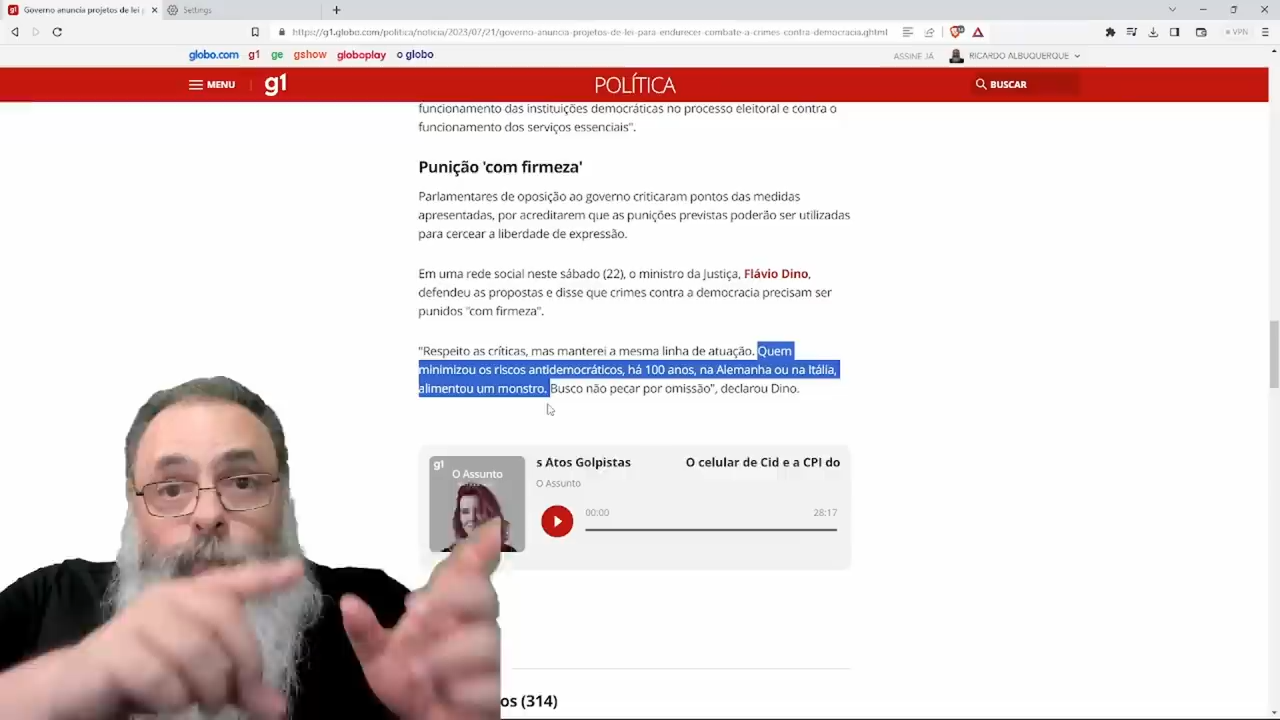 g1 Governo anuncia projetos de lei
Settings
https://g1.globo.com/politica/noticia/2023/07/21/governo-anuncia-projetos-de-lei-para-endurecer-combate-a-crimes-contra-democracia.ghtml
VPN
globo.com g1 ge gshow globoplay o globo
ASSINE JÁ
RICARDO ALBUQUERQUE
MENU
g1
POLÍTICA
BUSCAR
funcionamento das instituições democráticas no processo eleitoral e contra o
funcionamento dos serviços essenciais".
Punição 'com firmeza'
Parlamentares de oposição ao governo criticaram pontos das medidas
apresentadas, por acreditarem que as punições previstas poderão ser utilizadas
para cercear a liberdade de expressão.
Em uma rede social neste sábado (22), o ministro da Justiça, Flávio Dino,
defendeu as propostas e disse que crimes contra a democracia precisam ser
punidos "com firmeza".
"Respeito as críticas, mas manterei a mesma linha de atuação. Quem
minimizou os riscos antidemocráticos, há 100 anos, na Alemanha ou na Itália,
alimentou um monstro. Busco não pecar por omissão", declarou Dino.
g1
O Assunto
s Atos Golpistas
O celular de Cid e a CPI do
O Assunto
00:00
28:17
os (314)